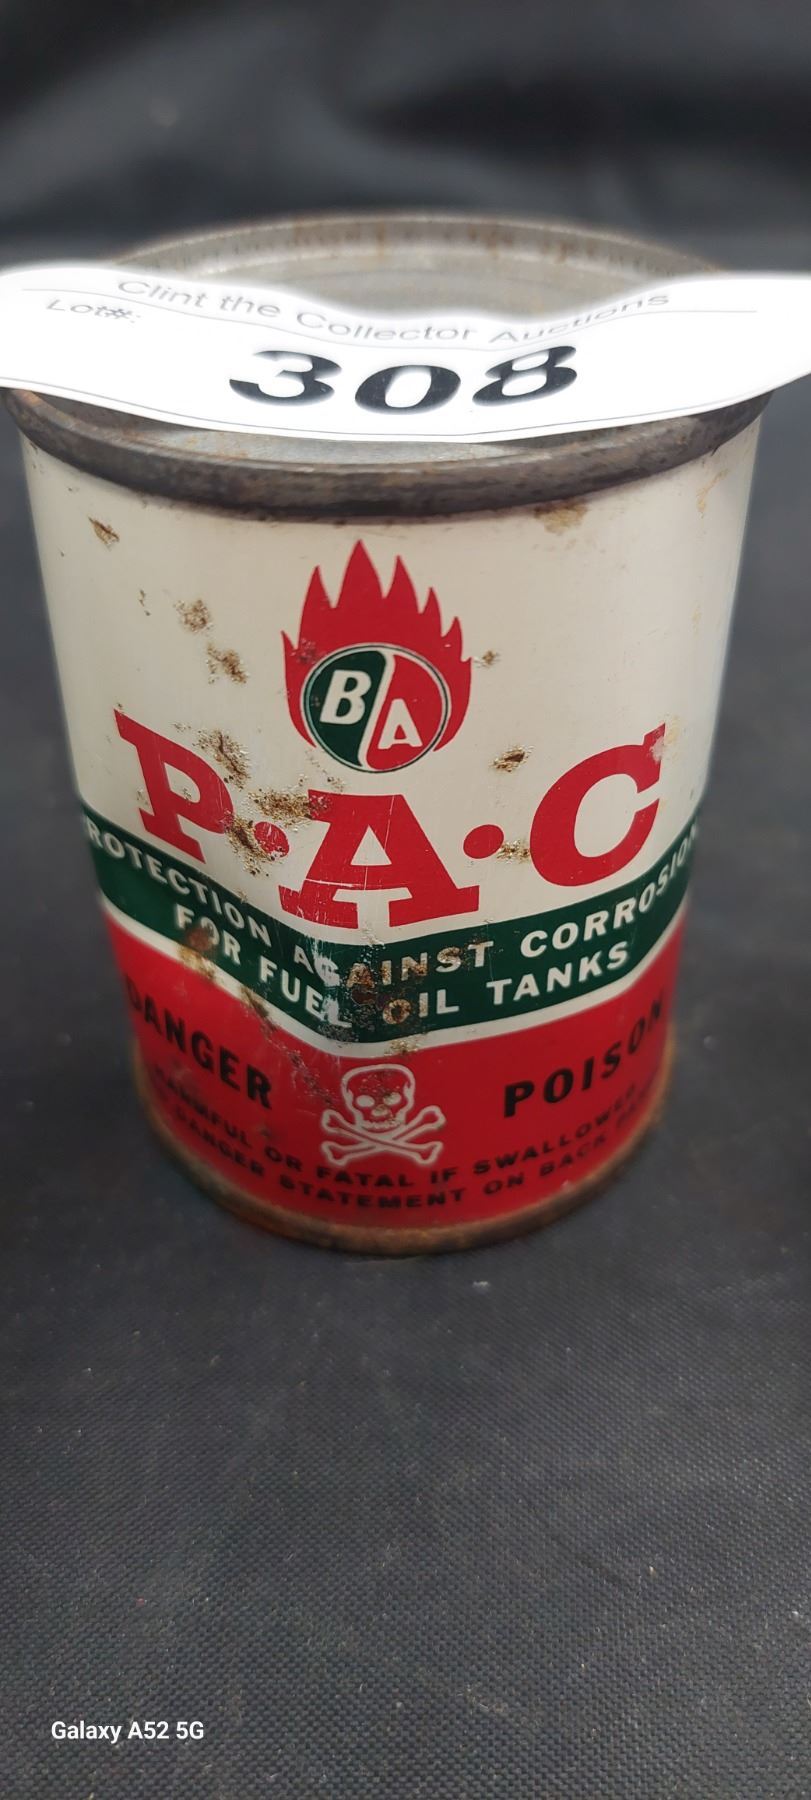 Clint the Collector Auctions
Lot#:
308
BA
P·A·C
ROTECTION AGAINST CORROSION
FOR FUEL OIL TANKS
DANGER POISON
HARMFUL OR FATAL IF SWALLOWED
DANGER STATEMENT ON BACK
Galaxy A52 5G